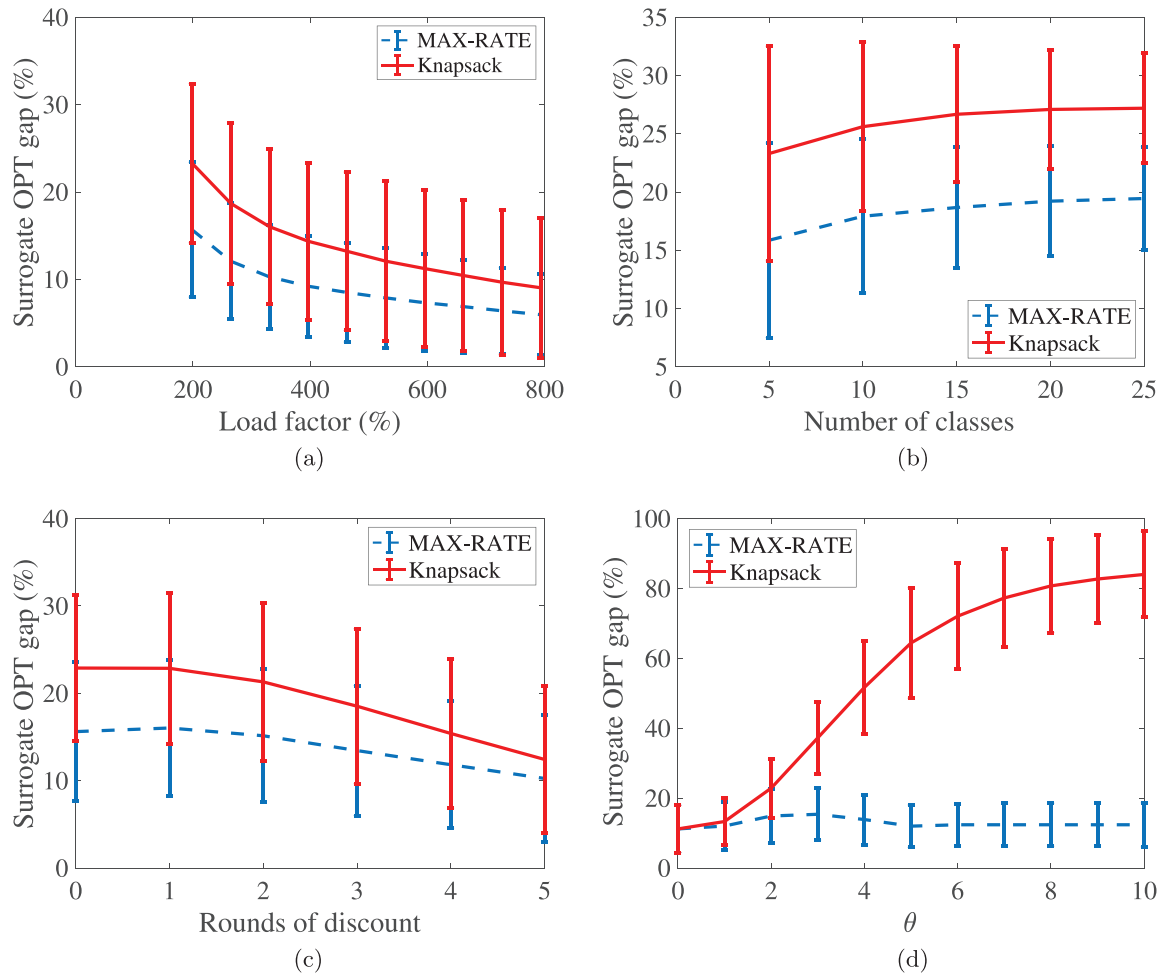 40
30
20
10
0
Surrogate OPT gap (%)
MAX-RATE
Knapsack
0 200 400 600 800
Load factor (%)
(a)
35
30
25
20
15
10
5
Surrogate OPT gap (%)
MAX-RATE
Knapsack
0 5 10 15 20 25
Number of classes
(b)
40
30
20
10
0
Surrogate OPT gap (%)
MAX-RATE
Knapsack
0 1 2 3 4 5
Rounds of discount
(c)
100
80
60
40
20
0
Surrogate OPT gap (%)
MAX-RATE
Knapsack
0 2 4 6 8 10
θ
(d)